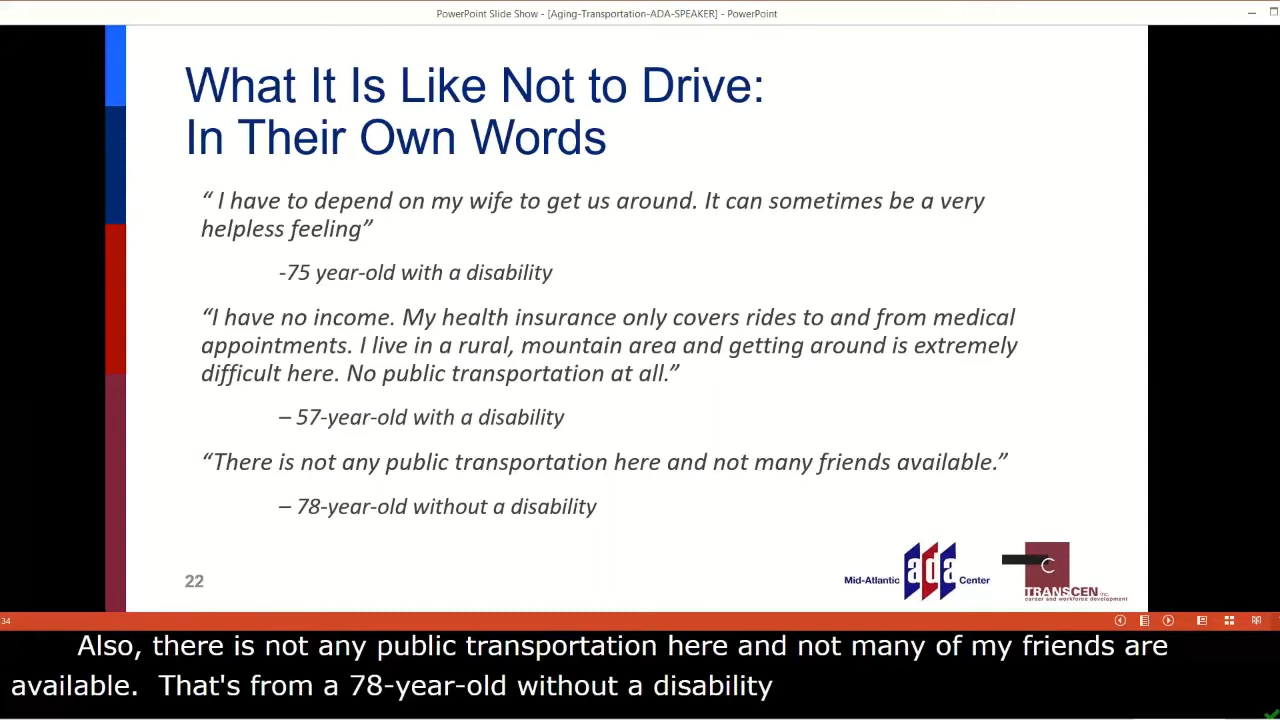 PowerPoint Slide Show - [Aging-Transportation-ADA-SPEAKER] - PowerPoint
What It Is Like Not to Drive:
In Their Own Words
“ I have to depend on my wife to get us around. It can sometimes be a very
helpless feeling”
-75 year-old with a disability
“I have no income. My health insurance only covers rides to and from medical
appointments. I live in a rural, mountain area and getting around is extremely
difficult here. No public transportation at all.”
– 57-year-old with a disability
“There is not any public transportation here and not many friends available.”
– 78-year-old without a disability
22
Mid-Atlantic ada Center
C
TRANSCEN inc.
career and workforce development
34
Also, there is not any public transportation here and not many of my friends are
available.  That's from a 78-year-old without a disability